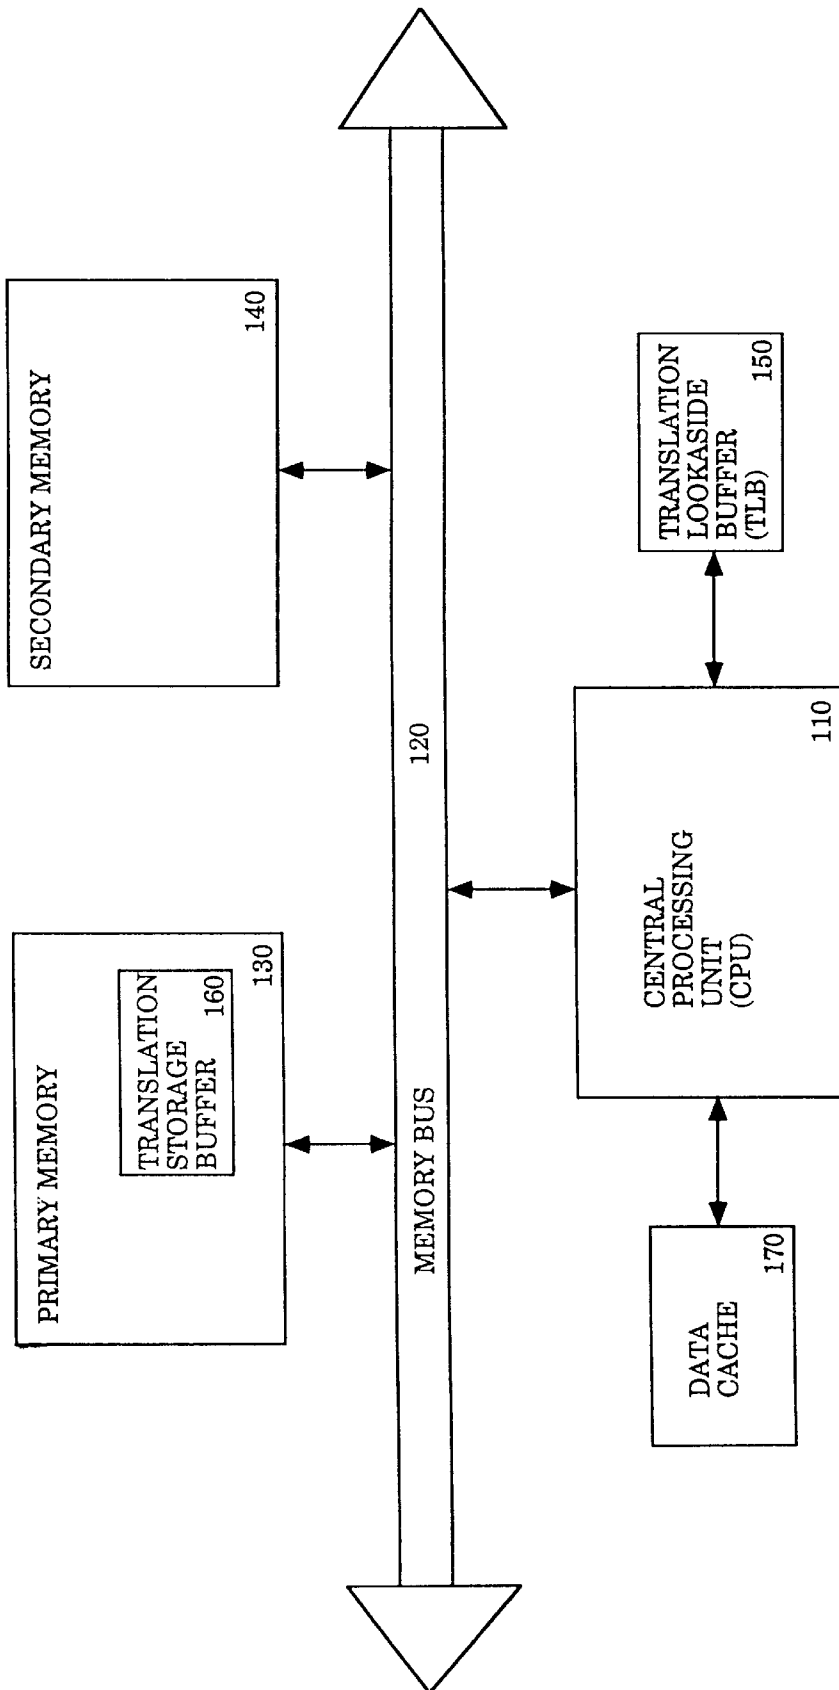 PRIMARY MEMORY
TRANSLATION
STORAGE
BUFFER
160
130
SECONDARY MEMORY
140
MEMORY BUS
120
DATA
CACHE
170
CENTRAL
PROCESSING
UNIT
(CPU)
110
TRANSLATION
LOOKASIDE
BUFFER
(TLB)
150